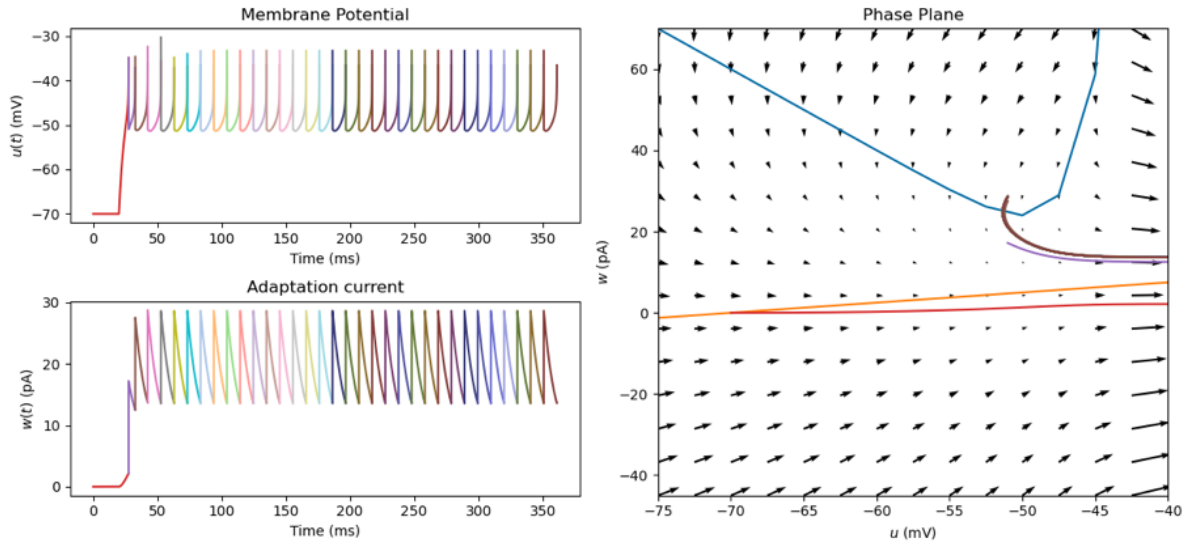 Membrane Potential
u(t) (mV)
−30
−40
−50
−60
−70
0 50 100 150 200 250 300 350
Time (ms)
Adaptation current
w(t) (pA)
30
20
10
0
0 50 100 150 200 250 300 350
Time (ms)
Phase Plane
w (pA)
60
40
20
0
−20
−40
−75 −70 −65 −60 −55 −50 −45 −40
u (mV)